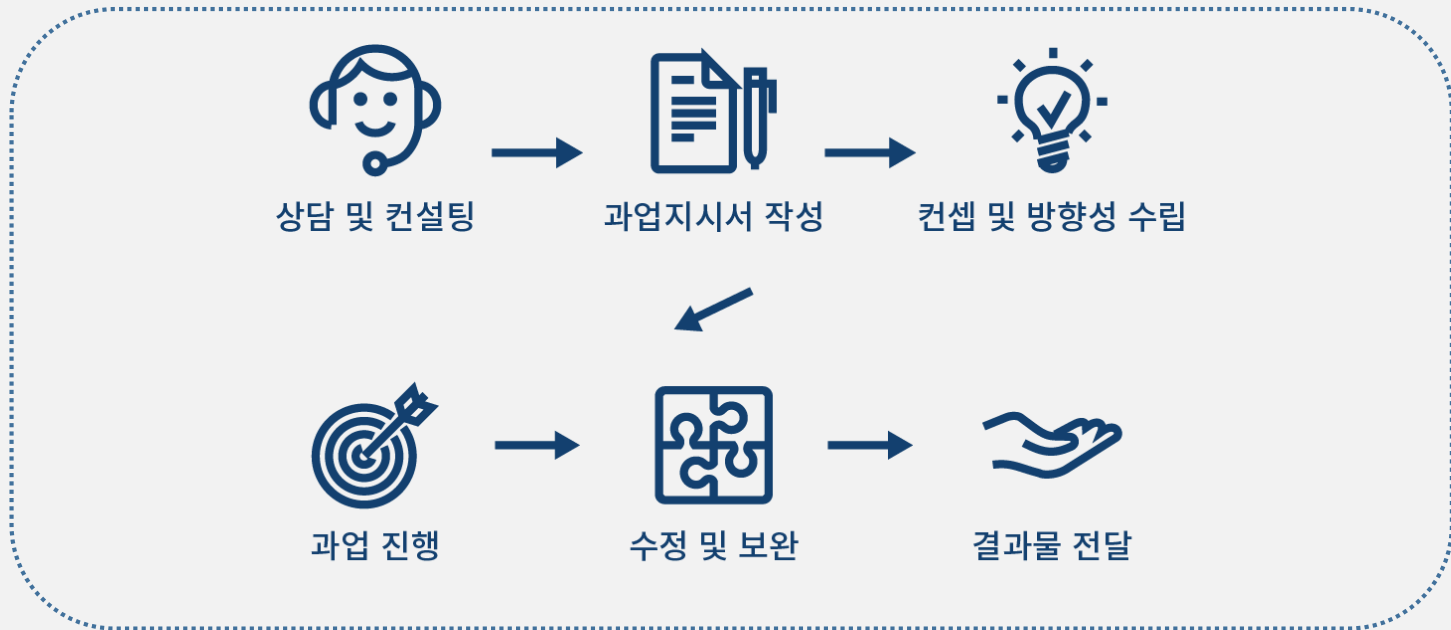 상담 및 컨설팅
과업지시서 작성
컨셉 및 방향성 수립
과업 진행
수정 및 보완
결과물 전달